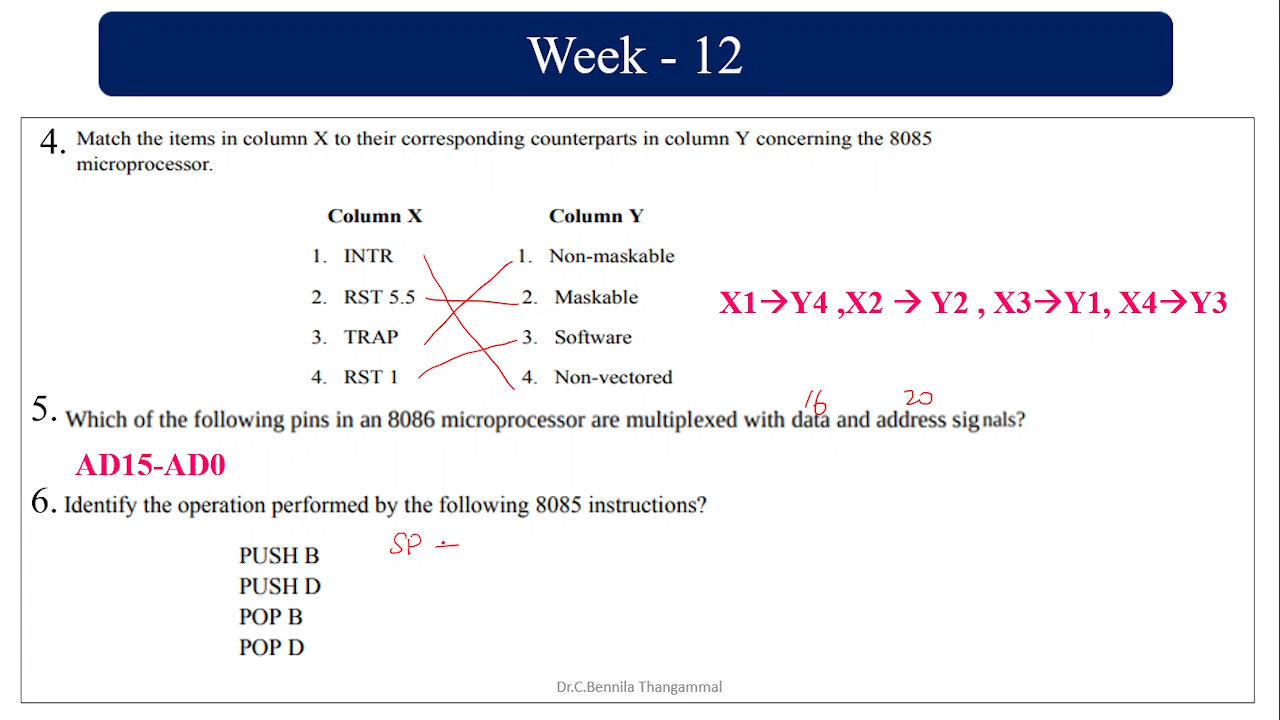 Week - 12
4. Match the items in column X to their corresponding counterparts in column Y concerning the 8085
microprocessor.
Column X Column Y
1. INTR 1. Non-maskable
2. RST 5.5 2. Maskable
X1→Y4 ,X2 → Y2 , X3→Y1, X4→Y3
3. TRAP 3. Software
4. RST 1 4. Non-vectored
16 20
5. Which of the following pins in an 8086 microprocessor are multiplexed with data and address signals?
AD15-AD0
6. Identify the operation performed by the following 8085 instructions?
SP
PUSH B
PUSH D
POP B
POP D
Dr.C.Bennila Thangammal